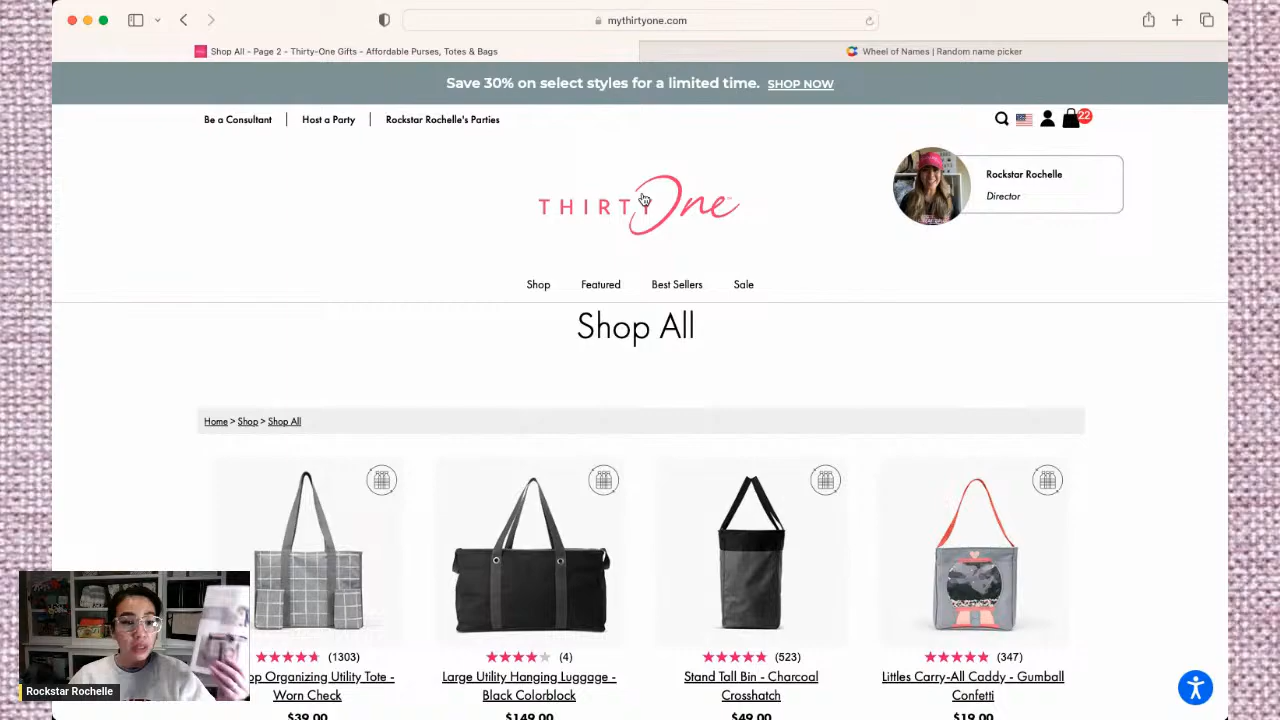 mythirtyone.com
Shop All - Page 2 - Thirty-One Gifts - Affordable Purses, Totes & Bags
Wheel of Names | Random name picker
Save 30% on select styles for a limited time. SHOP NOW
Be a Consultant
Host a Party
Rockstar Rochelle's Parties
22
Rockstar Rochelle
Director
THIRTY One
Shop
Featured
Best Sellers
Sale
Shop All
Home > Shop > Shop All
(1303)
(4)
(523)
(347)
op Organizing Utility Tote - Worn Check
Large Utility Hanging Luggage - Black Colorblock
Stand Tall Bin - Charcoal Crosshatch
Littles Carry-All Caddy - Gumball Confetti
$39.00
$149.00
$49.00
$19.00
Rockstar Rochelle